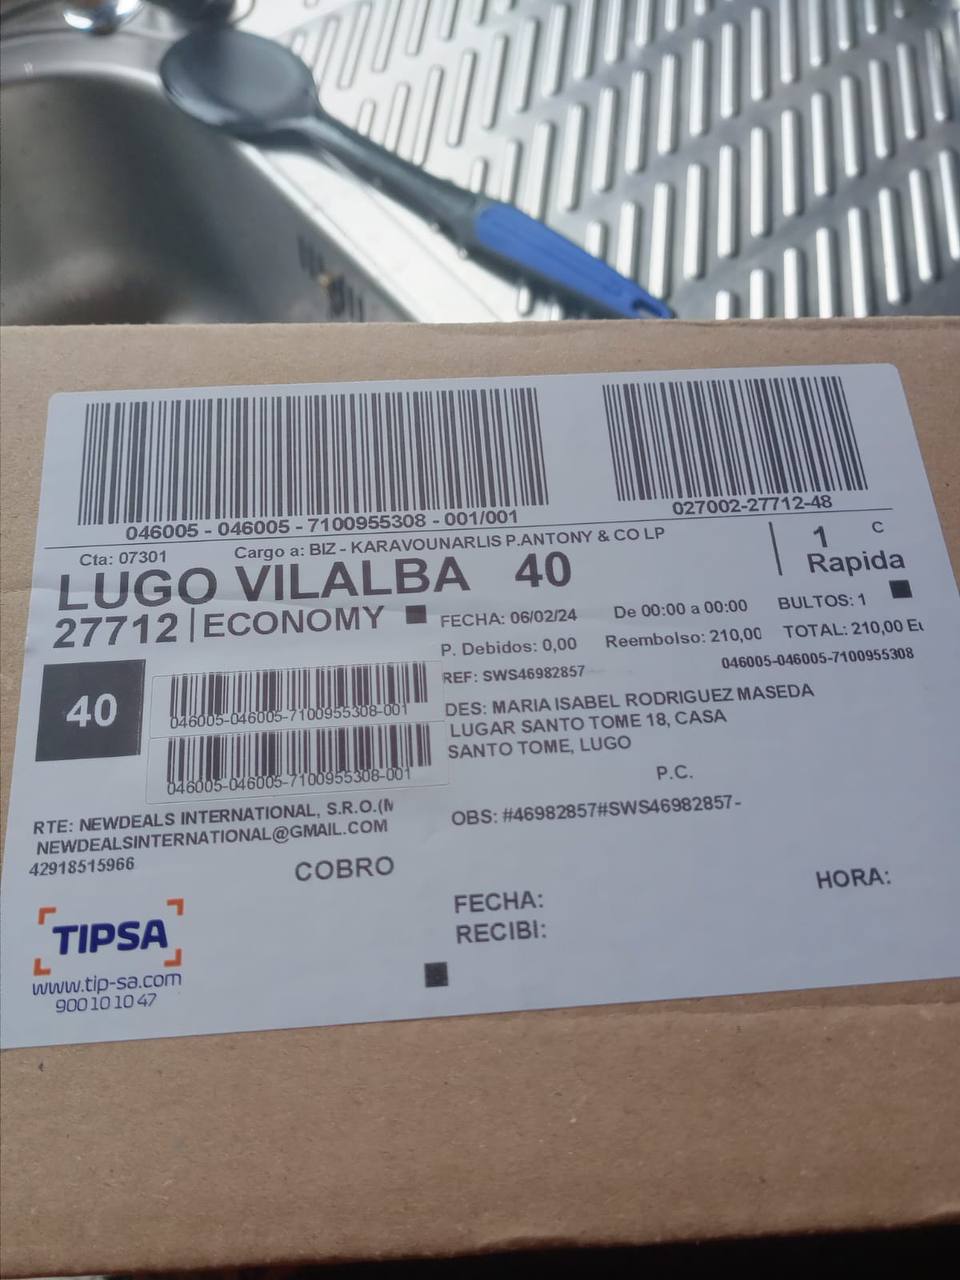 046005 - 046005 - 7100955308 - 001/001
027002-27712-48
Cta: 07301 Cargo a: BIZ - KARAVOUNARLIS P.ANTONY & CO LP
LUGO VILALBA 40
1 C
Rapida
27712 | ECONOMY
FECHA: 06/02/24 De 00:00 a 00:00 BULTOS: 1
P. Debidos: 0,00 Reembolso: 210,00 TOTAL: 210,00 Eu
REF: SWS46982857 046005-046005-7100955308
40
046005-046005-7100955308-001
046005-046005-7100955308-001
DES: MARIA ISABEL RODRIGUEZ MASEDA
LUGAR SANTO TOME 18, CASA
SANTO TOME, LUGO
P.C.
RTE: NEWDEALS INTERNATIONAL, S.R.O.(M
NEWDEALSINTERNATIONAL@GMAIL.COM
42918515966
OBS: #46982857#SWS46982857-
COBRO
FECHA:
HORA:
RECIBI:
TIPSA
www.tip-sa.com
900 10 10 47